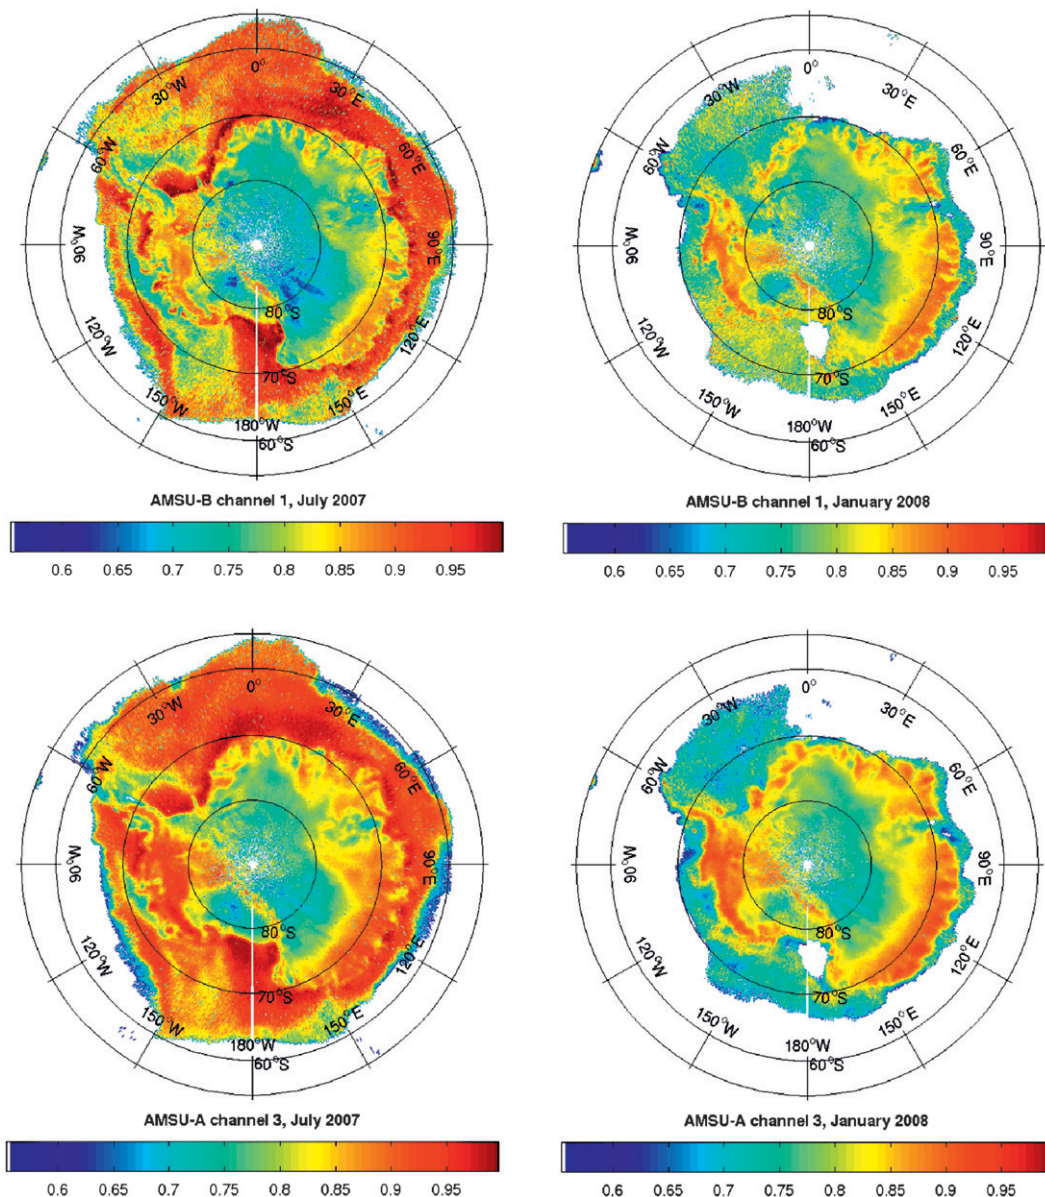 0°
30°W
30°E
60°W
60°E
90°W
90°E
80°S
120°W
120°E
70°S
150°W
150°E
180°W
60°S
AMSU-B channel 1, July 2007
0.6 0.65 0.7 0.75 0.8 0.85 0.9 0.95
0°
30°W
30°E
60°W
60°E
90°W
90°E
80°S
120°W
120°E
70°S
150°W
150°E
180°W
60°S
AMSU-B channel 1, January 2008
0.6 0.65 0.7 0.75 0.8 0.85 0.9 0.95
0°
30°W
30°E
60°W
60°E
90°W
90°E
80°S
120°W
120°E
70°S
150°W
150°E
180°W
60°S
AMSU-A channel 3, July 2007
0.6 0.65 0.7 0.75 0.8 0.85 0.9 0.95
0°
30°W
30°E
60°W
60°E
90°W
90°E
80°S
120°W
120°E
70°S
150°W
150°E
180°W
60°S
AMSU-A channel 3, January 2008
0.6 0.65 0.7 0.75 0.8 0.85 0.9 0.95